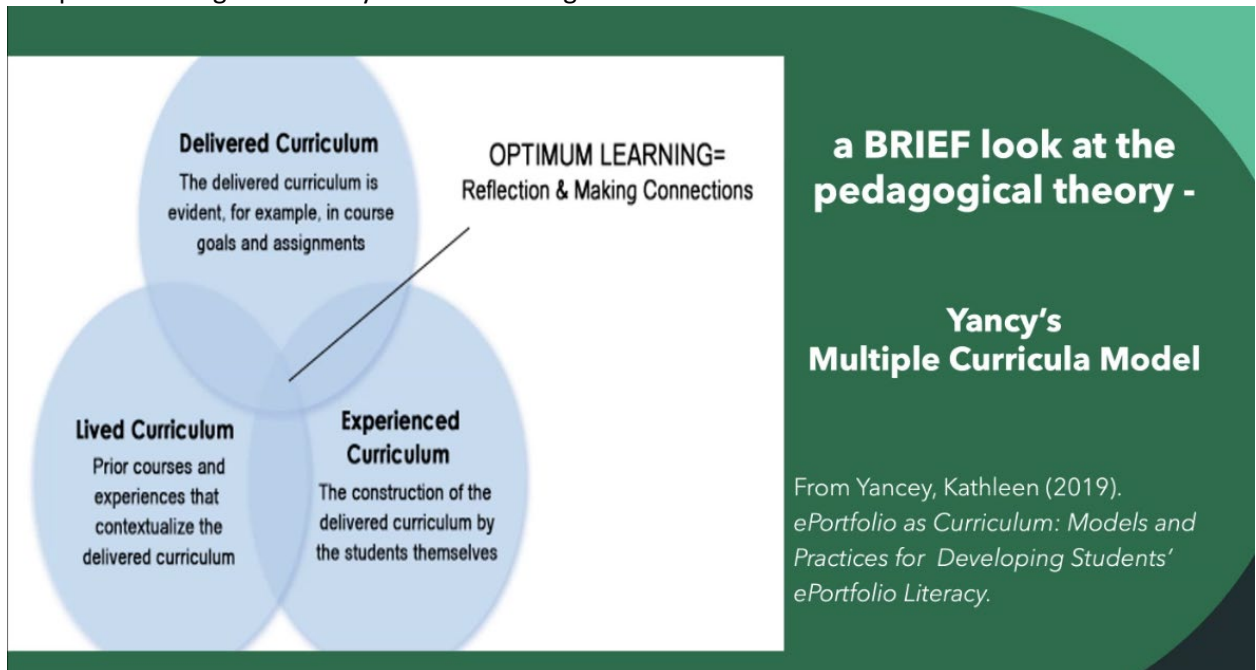 Delivered Curriculum
The delivered curriculum is
evident, for example, in course
goals and assignments
OPTIMUM LEARNING=
Reflection & Making Connections
Lived Curriculum
Prior courses and
experiences that
contextualize the
delivered curriculum
Experienced
Curriculum
The construction of the
delivered curriculum by
the students themselves
a BRIEF look at the
pedagogical theory -
Yancy’s
Multiple Curricula Model
From Yancey, Kathleen (2019).
ePortfolio as Curriculum: Models and
Practices for Developing Students’
ePortfolio Literacy.